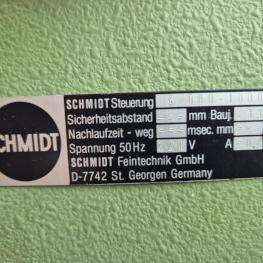 SCHMIDT
SCHMIDT Steuerung
Sicherheitsabstand --- mm Bauj.
Nachlaufzeit - weg --- msec. mm
Spannung 50Hz V A
SCHMIDT Feintechnik GmbH
D-7742 St. Georgen Germany